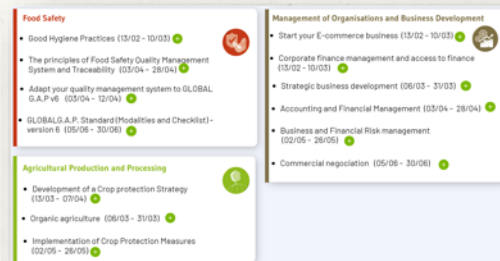 Food Safety
Good Hygiene Practices (13/02 - 10/03)
The principles of Food Safety Quality Management
System and Traceability (03/04 - 28/04)
Adapt your quality management system to GLOBAL
G.A.P v6 (03/04 - 12/04)
GLOBALG.A.P. Standard (Modalities and Checklist) -
version 6 (05/06 - 30/06)
Agricultural Production and Processing
Development of a Crop protection Strategy
(13/03 - 07/04)
Organic agriculture (06/03 - 31/03)
Implementation of Crop Protection Measures
(02/05 - 26/05)
Management of Organisations and Business Development
Start your E-commerce business (13/02 - 10/03)
Corporate finance management and access to finance
(13/02 - 10/03)
Strategic business development (06/03 - 31/03)
Accounting and Financial Management (03/04 - 28/04)
Business and Financial Risk management
(02/05 - 26/05)
Commercial negociation (05/06 - 30/06)